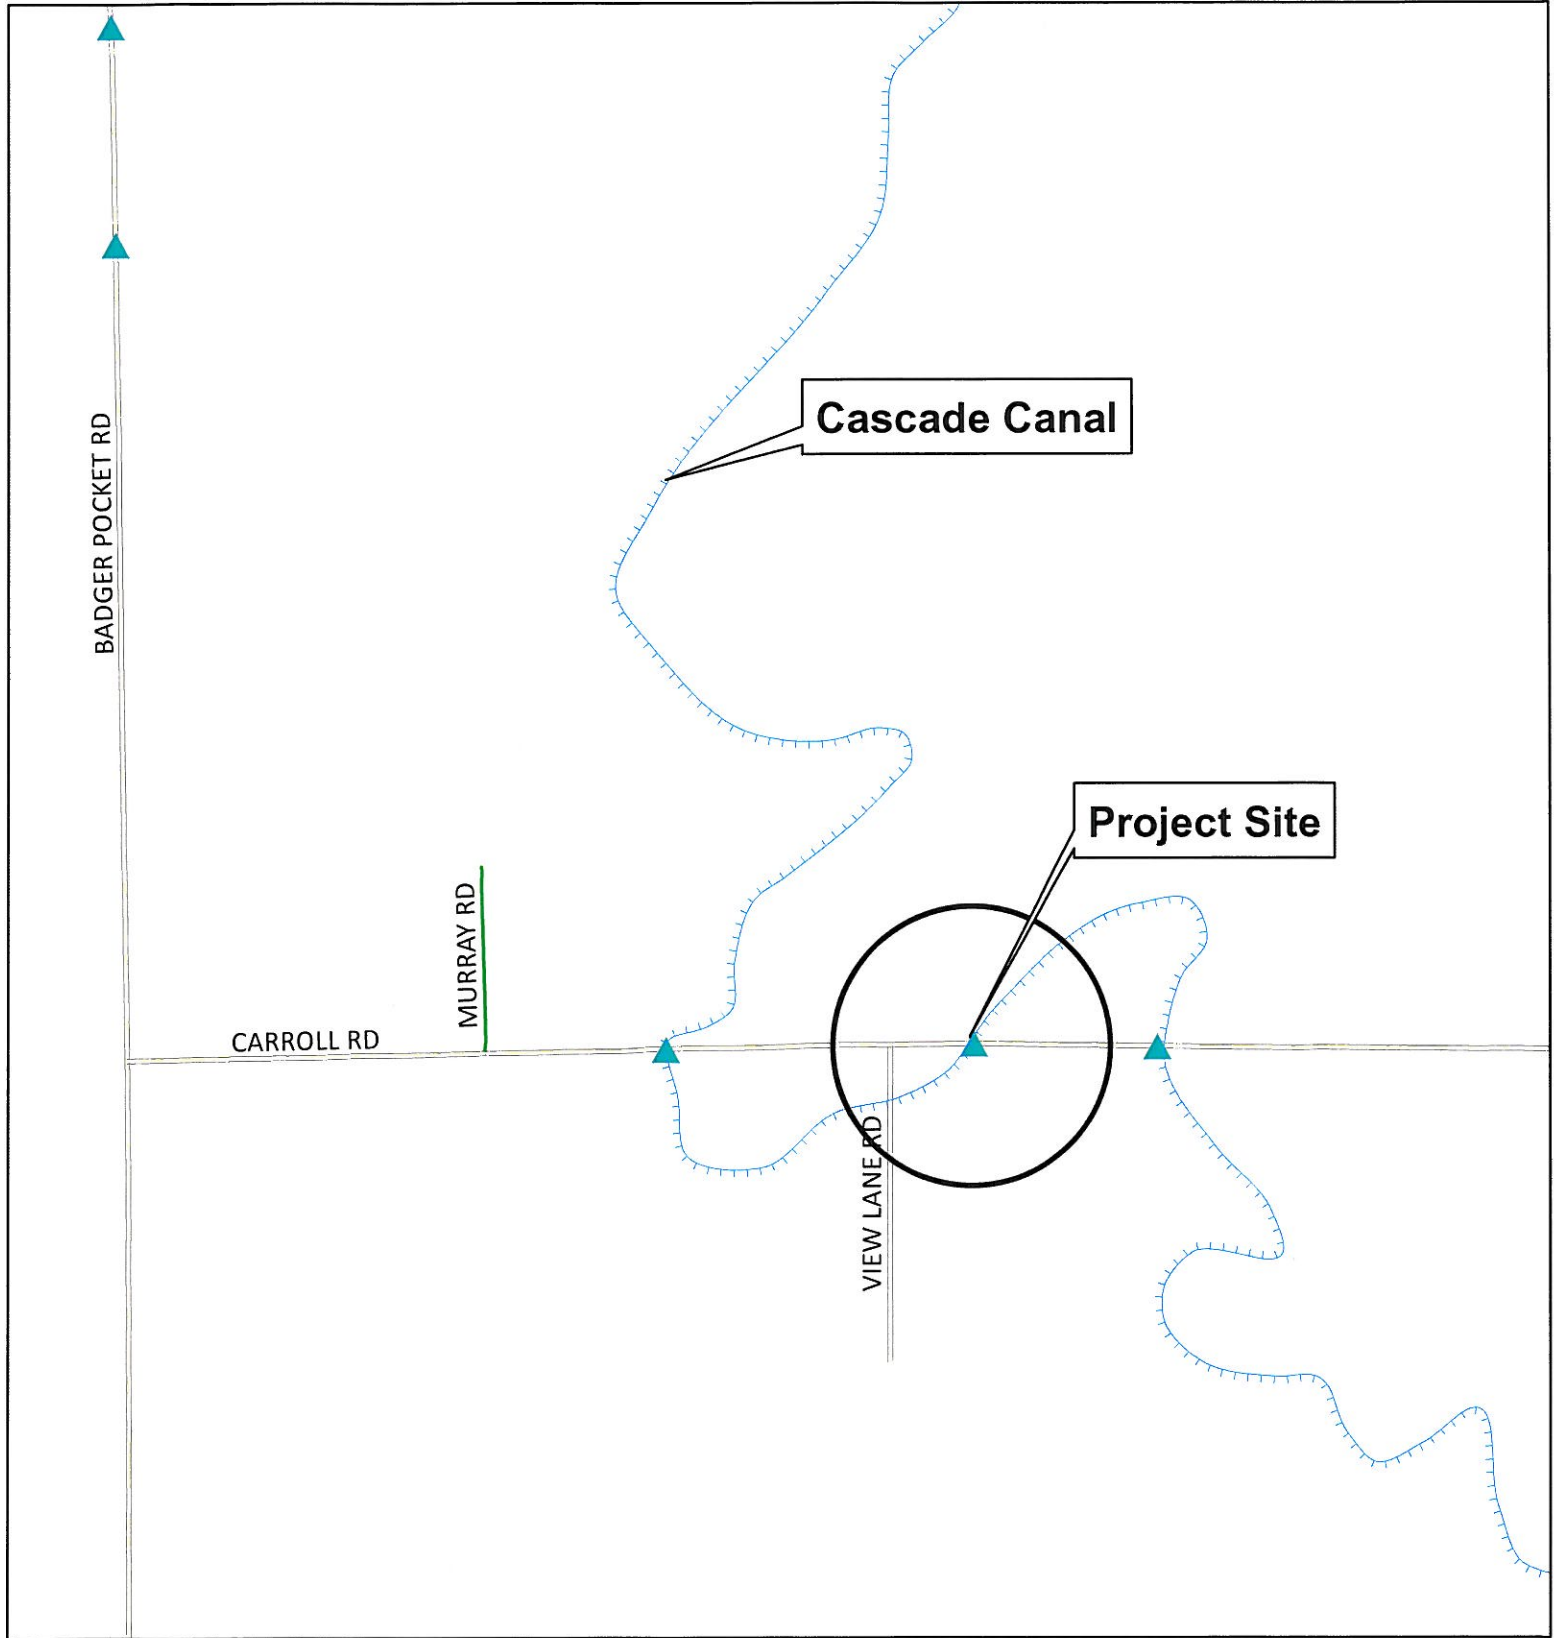 Cascade Canal
BADGER POCKET RD
Project Site
MURRAY RD
CARROLL RD
VIEW LANE RD